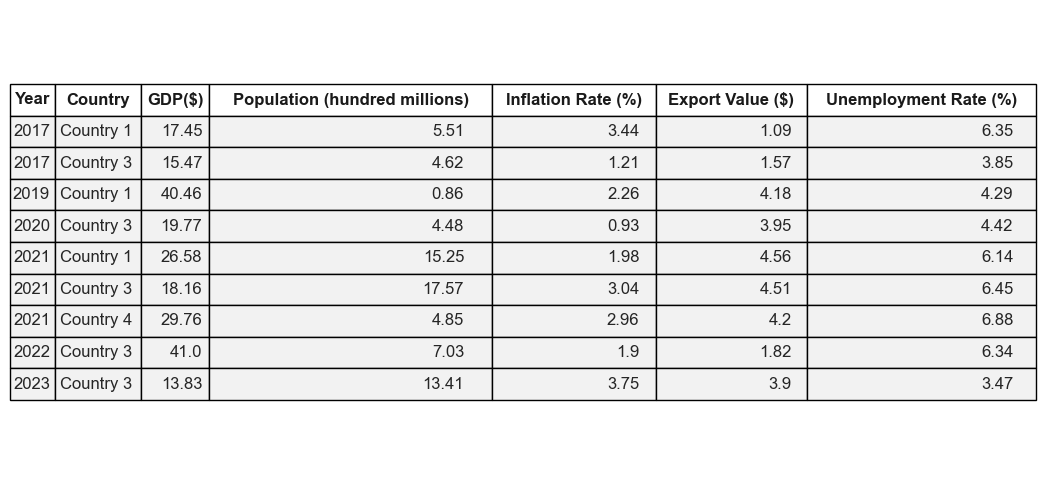 Year Country GDP($) Population (hundred millions) Inflation Rate (%) Export Value ($) Unemployment Rate (%)
2017 Country 1 17.45 5.51 3.44 1.09 6.35
2017 Country 3 15.47 4.62 1.21 1.57 3.85
2019 Country 1 40.46 0.86 2.26 4.18 4.29
2020 Country 3 19.77 4.48 0.93 3.95 4.42
2021 Country 1 26.58 15.25 1.98 4.56 6.14
2021 Country 3 18.16 17.57 3.04 4.51 6.45
2021 Country 4 29.76 4.85 2.96 4.2 6.88
2022 Country 3 41.0 7.03 1.9 1.82 6.34
2023 Country 3 13.83 13.41 3.75 3.9 3.47